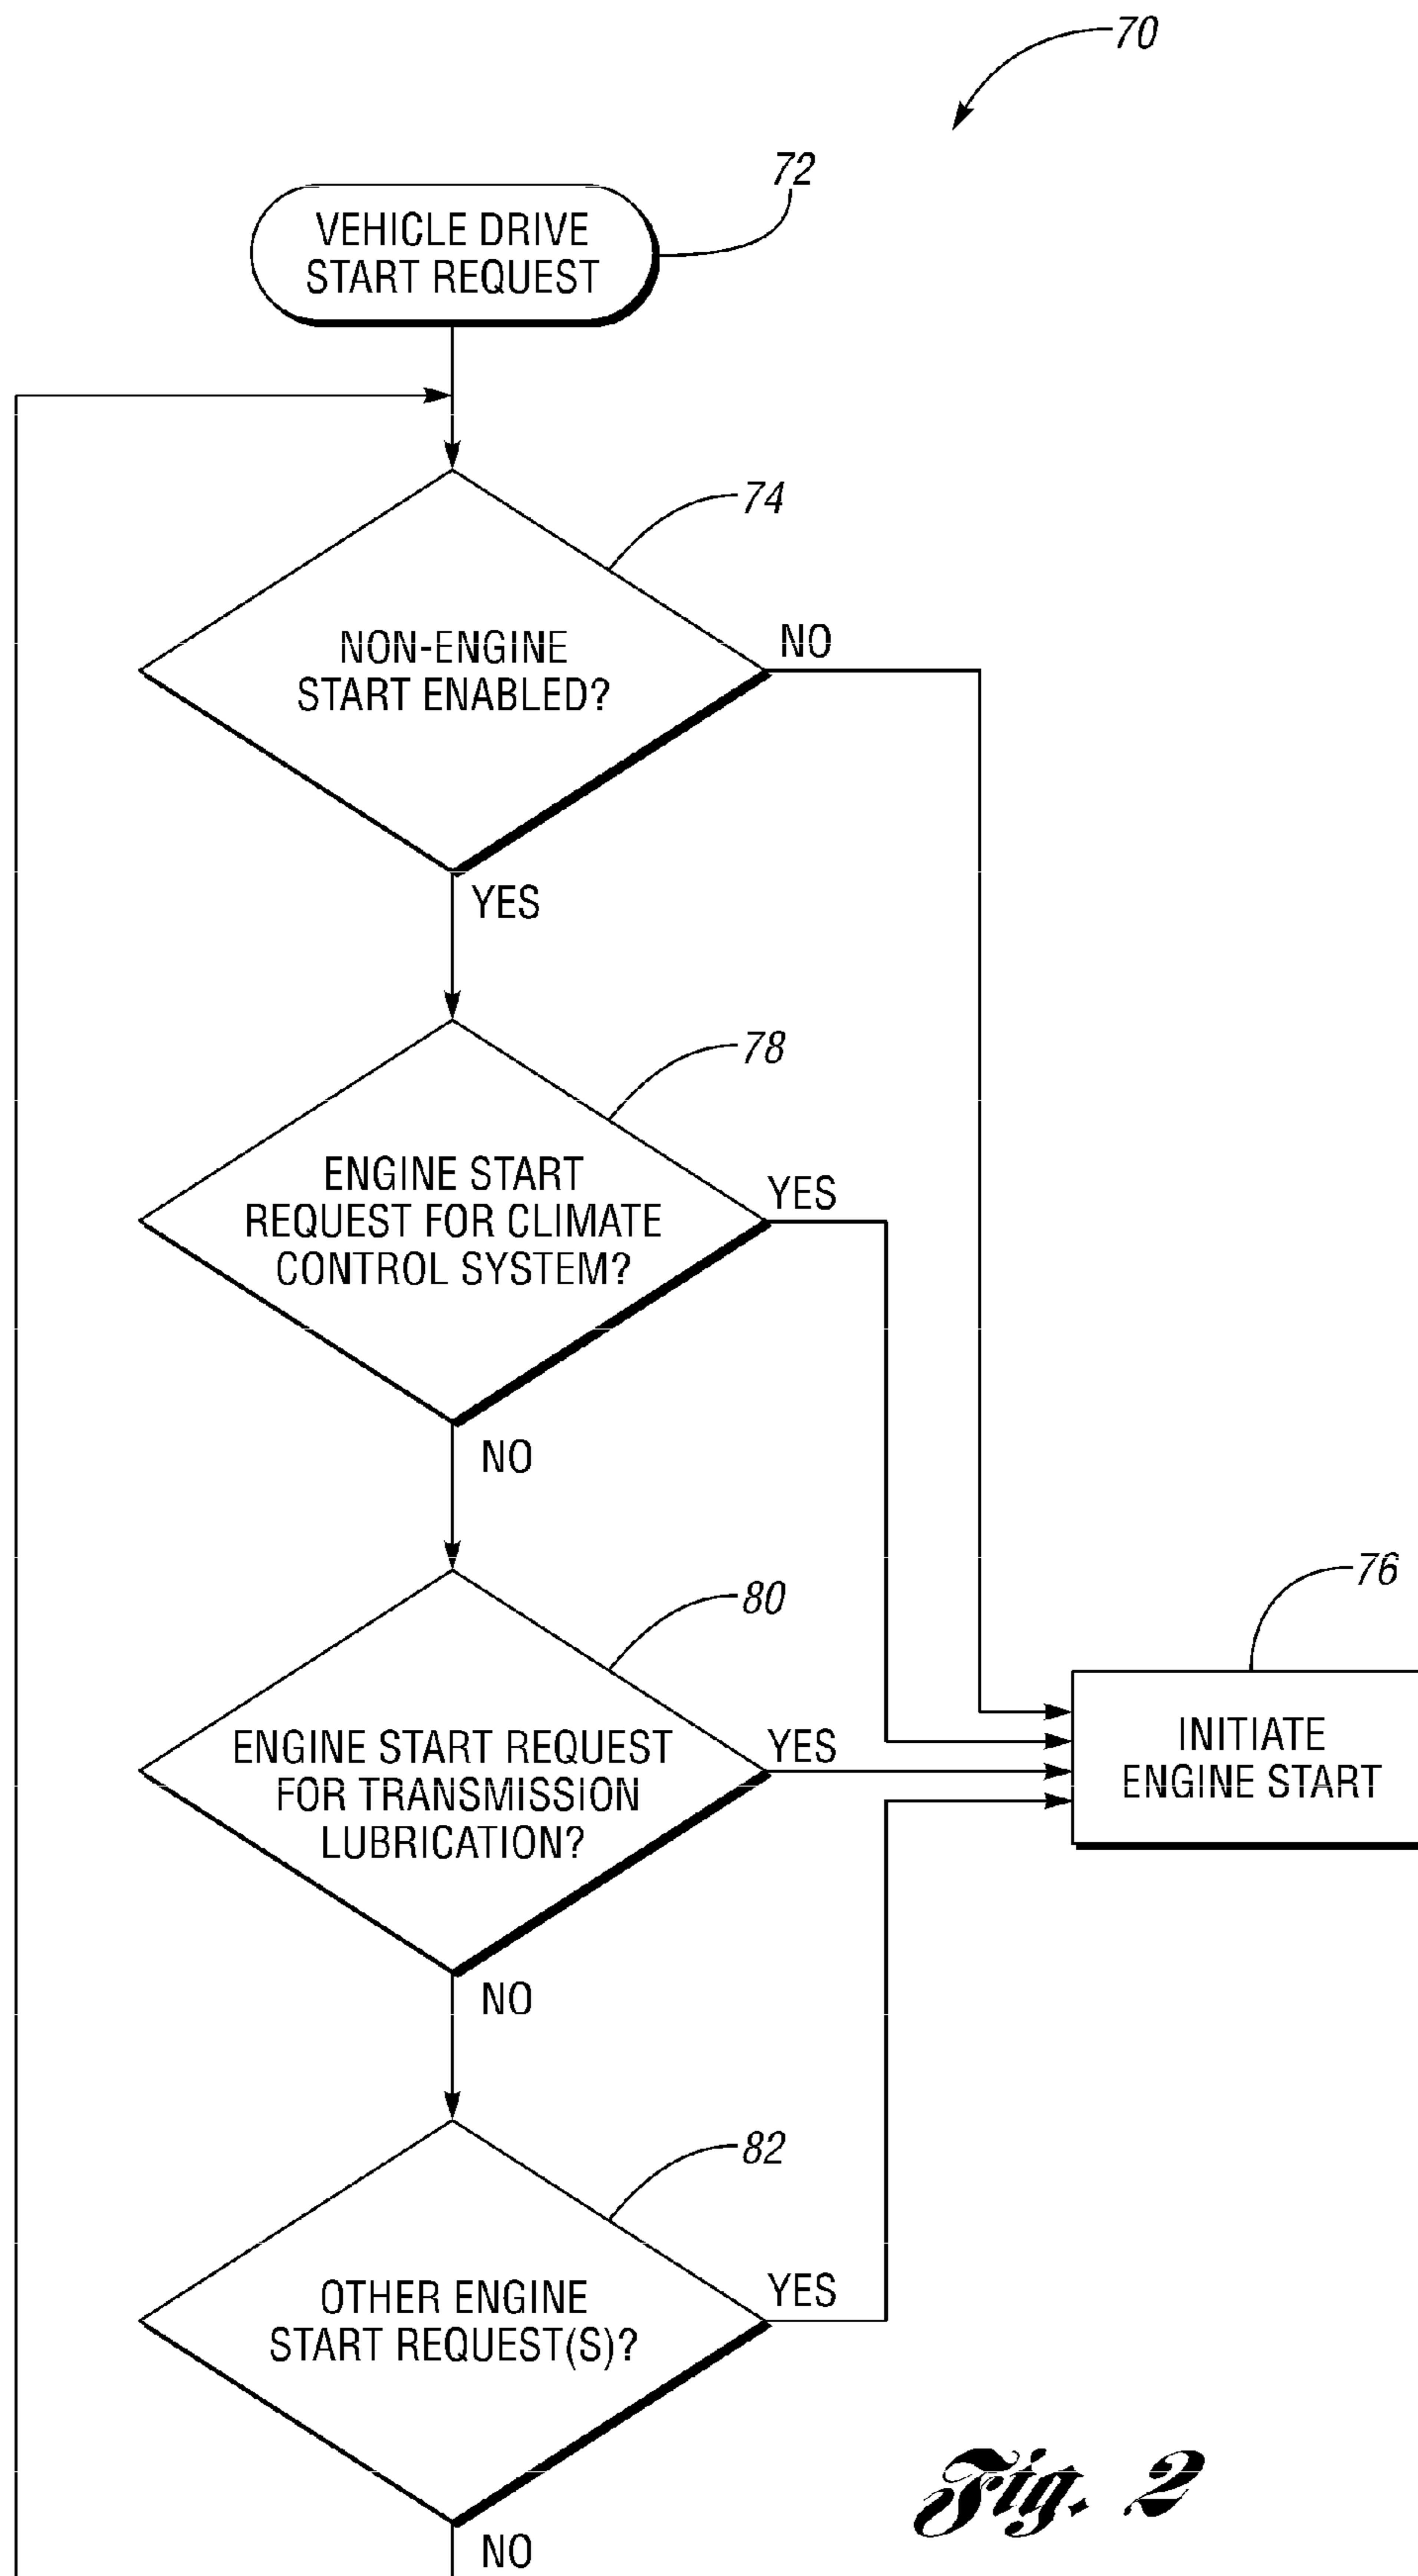 70
72
VEHICLE DRIVE
START REQUEST
74
NON-ENGINE
START ENABLED?
NO
YES
78
ENGINE START
REQUEST FOR CLIMATE
CONTROL SYSTEM?
YES
NO
80
ENGINE START REQUEST
FOR TRANSMISSION
LUBRICATION?
YES
76
INITIATE
ENGINE START
NO
82
OTHER ENGINE
START REQUEST(S)?
YES
NO
Fig. 2